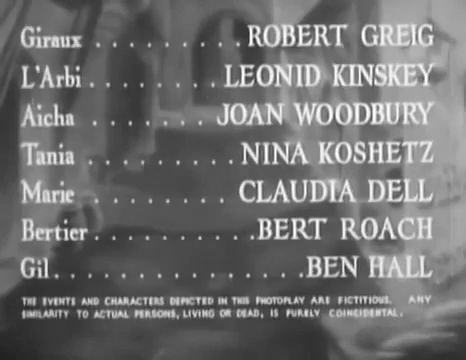 Giraux . . . . . . . . . ROBERT GREIG
L'Arbi . . . . . . . . LEONID KINSKEY
Aicha . . . . . . . JOAN WOODBURY
Tania . . . . . . . . . NINA KOSHETZ
Marie . . . . . . . . . CLAUDIA DELL
Bertier . . . . . . . . . . BERT ROACH
Gil. . . . . . . . . . . . . . . BEN HALL
THE EVENTS AND CHARACTERS DEPICTED IN THIS PHOTOPLAY ARE FICTITIOUS. ANY
SIMILARITY TO ACTUAL PERSONS, LIVING OR DEAD, IS PURELY COINCIDENTAL.